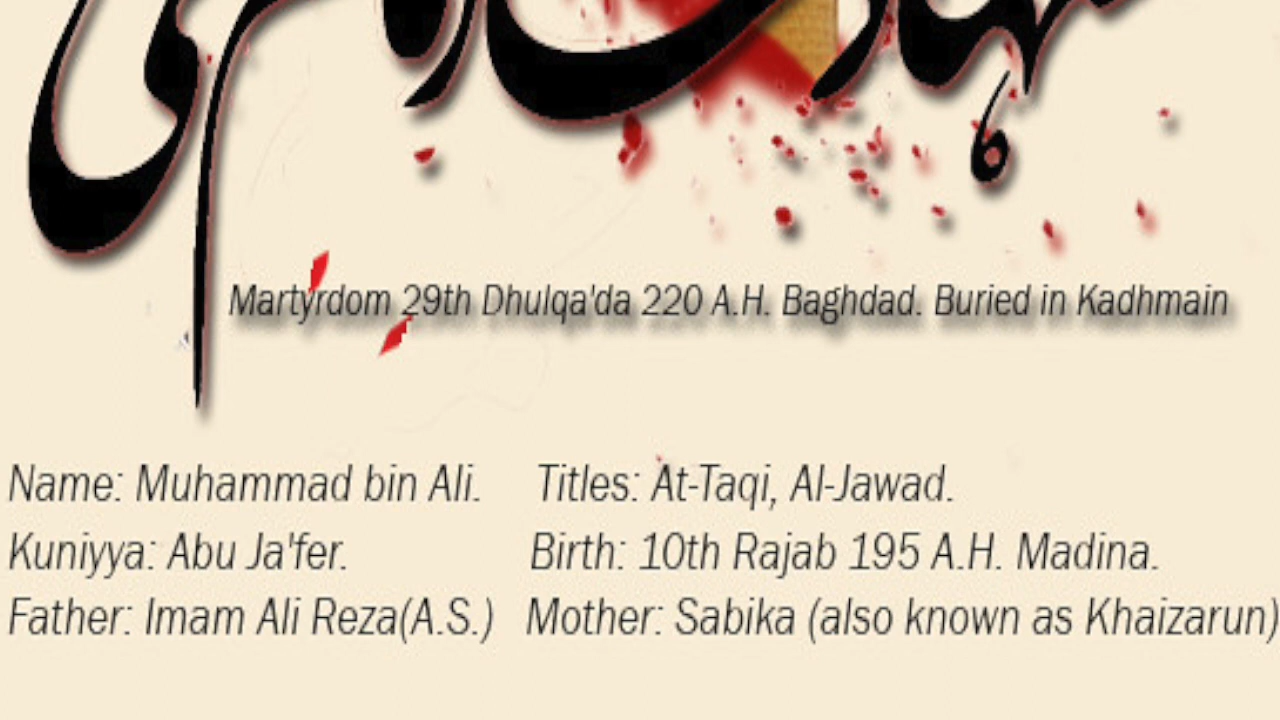 Martyrdom 29th Dhulqa'da 220 A.H. Baghdad. Buried in Kadhmain
Name: Muhammad bin Ali. Titles: At-Taqi, Al-Jawad.
Kuniyya: Abu Ja'fer. Birth: 10th Rajab 195 A.H. Madina.
Father: Imam Ali Reza(A.S.) Mother: Sabika (also known as Khaizarun)